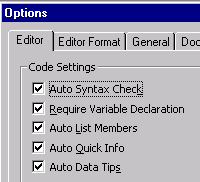 Options
Editor Editor Format General Doc
Code Settings
Auto Syntax Check
Require Variable Declaration
Auto List Members
Auto Quick Info
Auto Data Tips